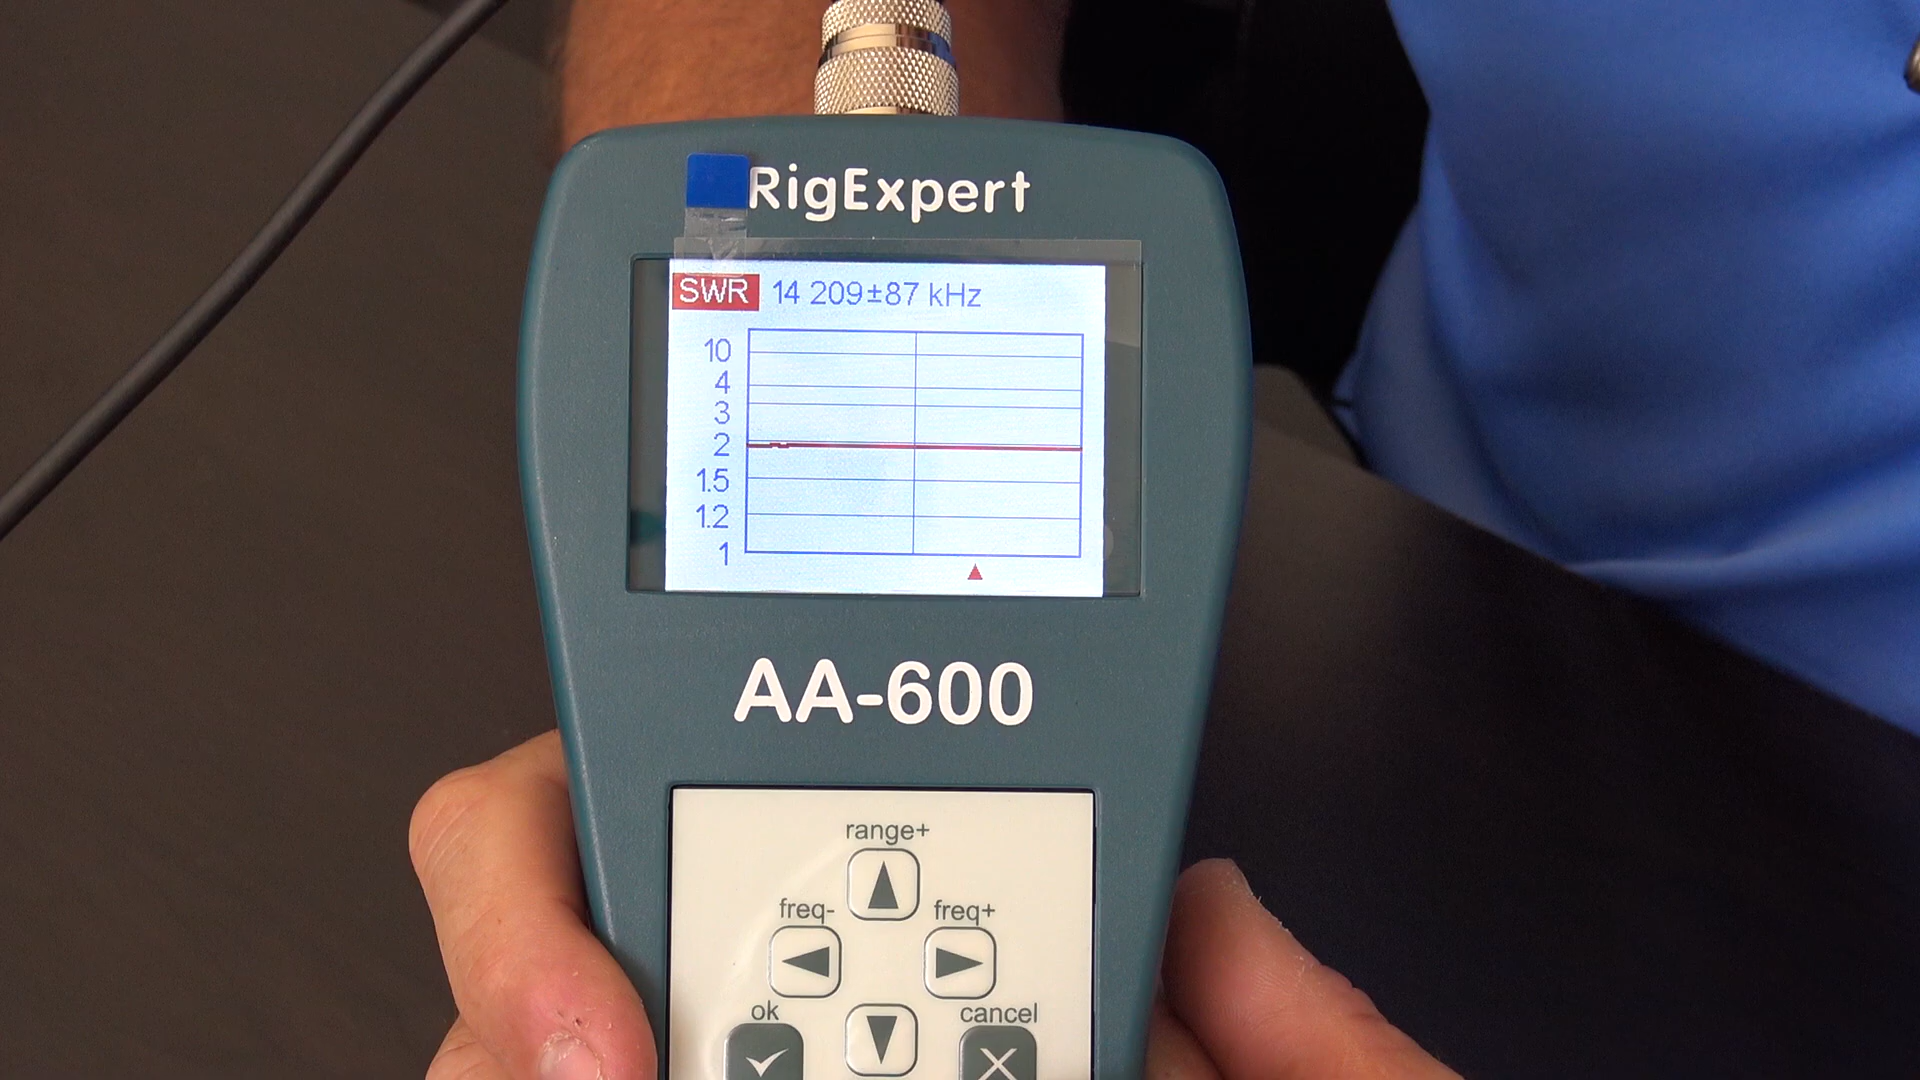 RigExpert
SWR 14 209±87 kHz
10
4
3
2
1.5
1.2
1
AA-600
range+
freq- freq+
ok cancel